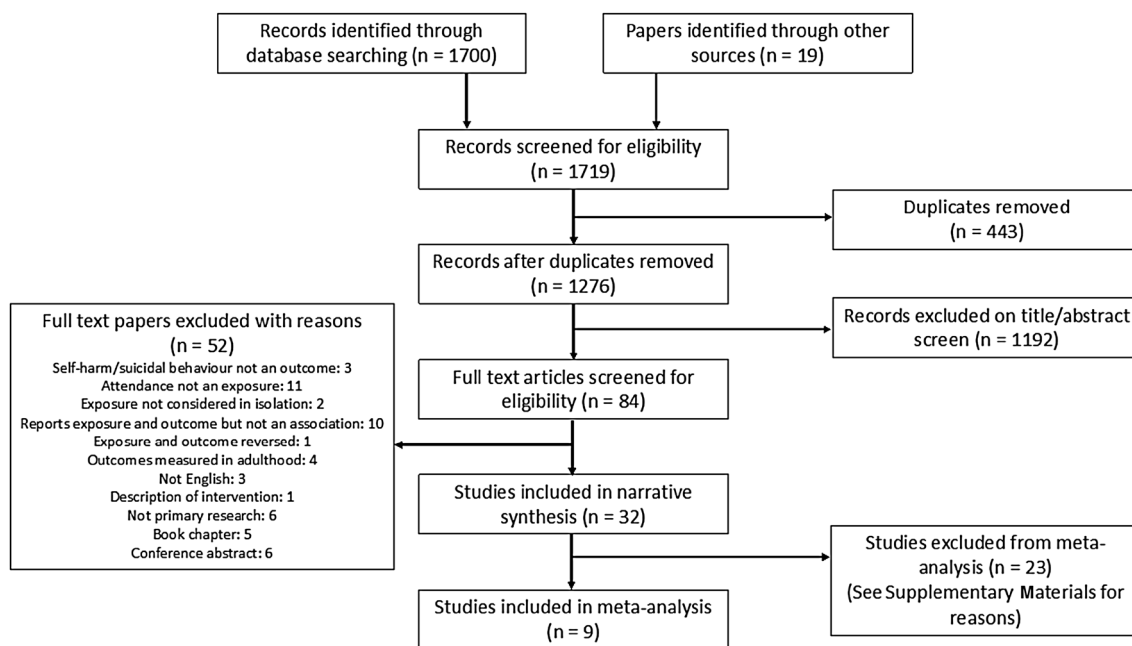 Records identified through
database searching (n = 1700)
Papers identified through other
sources (n = 19)
Records screened for eligibility
(n = 1719)
Duplicates removed
(n = 443)
Records after duplicates removed
(n = 1276)
Records excluded on title/abstract
screen (n = 1192)
Full text articles screened for
eligibility (n = 84)
Full text papers excluded with reasons
(n = 52)
Self-harm/suicidal behaviour not an outcome: 3
Attendance not an exposure: 11
Exposure not considered in isolation: 2
Reports exposure and outcome but not an association: 10
Exposure and outcome reversed: 1
Outcomes measured in adulthood: 4
Not English: 3
Description of intervention: 1
Not primary research: 6
Book chapter: 5
Conference abstract: 6
Studies included in narrative
synthesis (n = 32)
Studies excluded from meta-
analysis (n = 23)
(See Supplementary Materials for
reasons)
Studies included in meta-analysis
(n = 9)